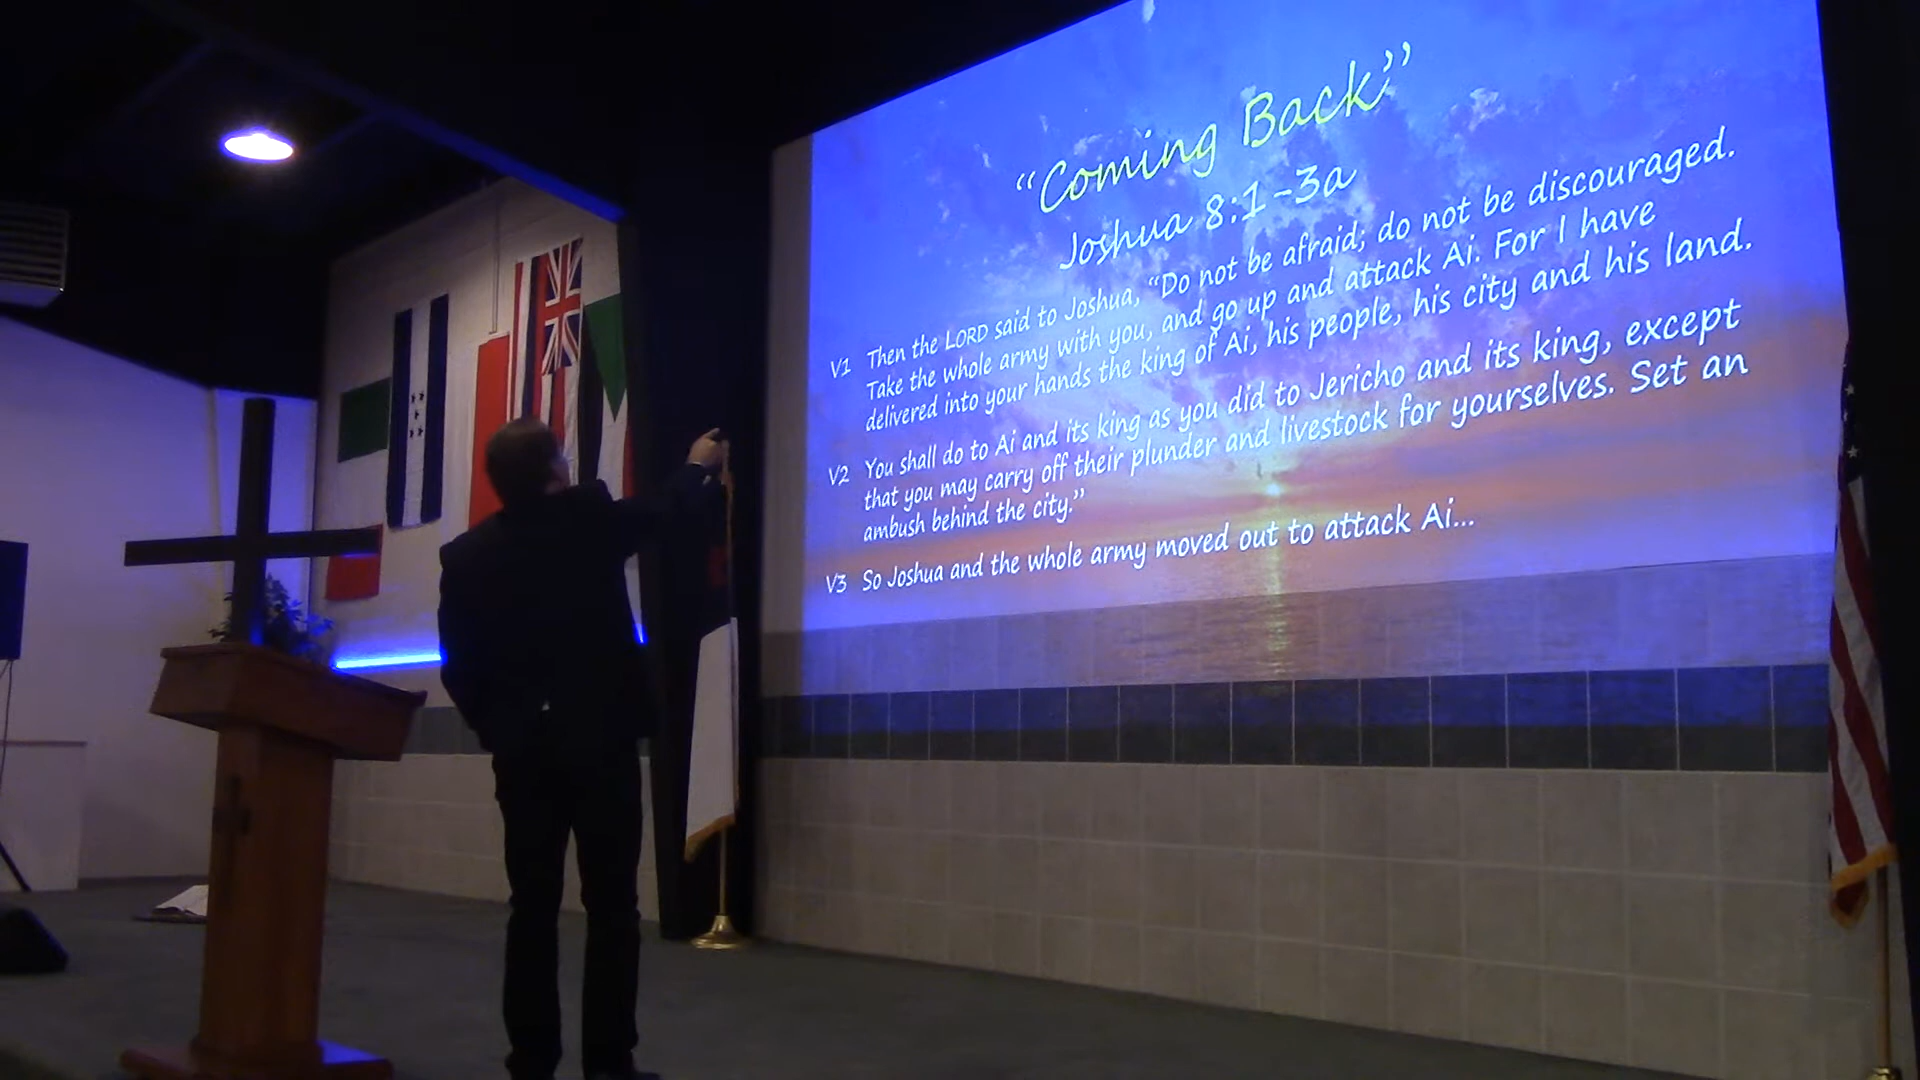 “Coming Back”
Joshua 8:1-3a
V1 Then the LORD said to Joshua, “Do not be afraid; do not be discouraged.
Take the whole army with you, and go up and attack Ai. For I have
delivered into your hands the king of Ai, his people, his city and his land.
V2 You shall do to Ai and its king as you did to Jericho and its king, except
that you may carry off their plunder and livestock for yourselves. Set an
ambush behind the city.”
V3 So Joshua and the whole army moved out to attack Ai...